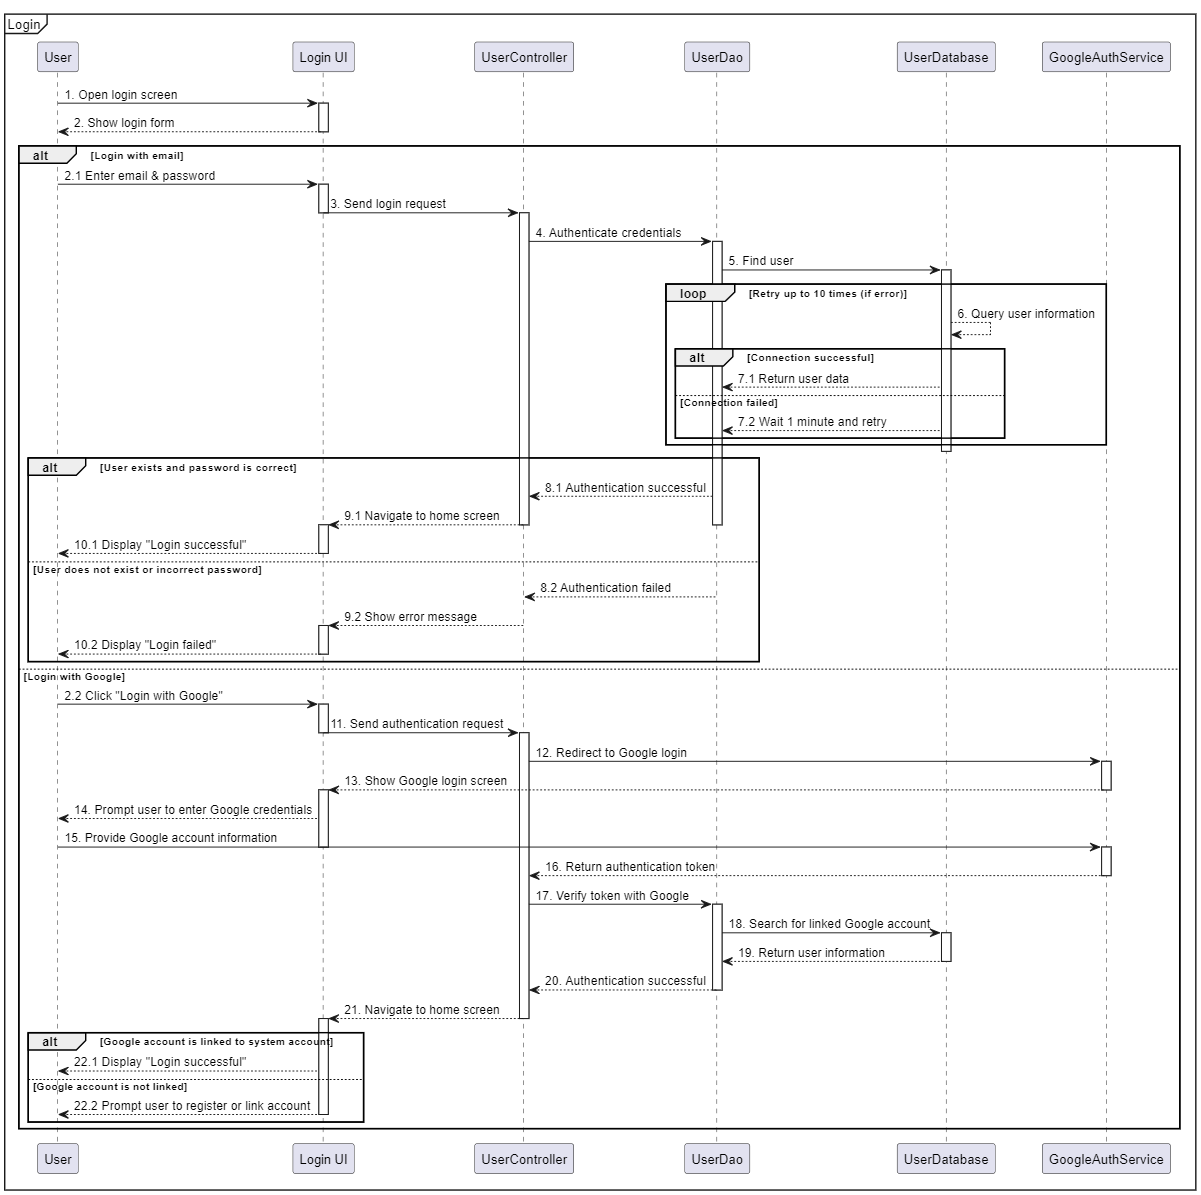 Login
User
Login UI
UserController
UserDao
UserDatabase
GoogleAuthService
1. Open login screen
2. Show login form
alt
[Login with email]
2.1 Enter email & password
3. Send login request
4. Authenticate credentials
5. Find user
loop
[Retry up to 10 times (if error)]
6. Query user information
alt
[Connection successful]
7.1 Return user data
[Connection failed]
7.2 Wait 1 minute and retry
alt
[User exists and password is correct]
8.1 Authentication successful
9.1 Navigate to home screen
10.1 Display "Login successful"
[User does not exist or incorrect password]
8.2 Authentication failed
9.2 Show error message
10.2 Display "Login failed"
[Login with Google]
2.2 Click "Login with Google"
11. Send authentication request
12. Redirect to Google login
13. Show Google login screen
14. Prompt user to enter Google credentials
15. Provide Google account information
16. Return authentication token
17. Verify token with Google
18. Search for linked Google account
19. Return user information
20. Authentication successful
21. Navigate to home screen
alt
[Google account is linked to system account]
22.1 Display "Login successful"
[Google account is not linked]
22.2 Prompt user to register or link account
User
Login UI
UserController
UserDao
UserDatabase
GoogleAuthService